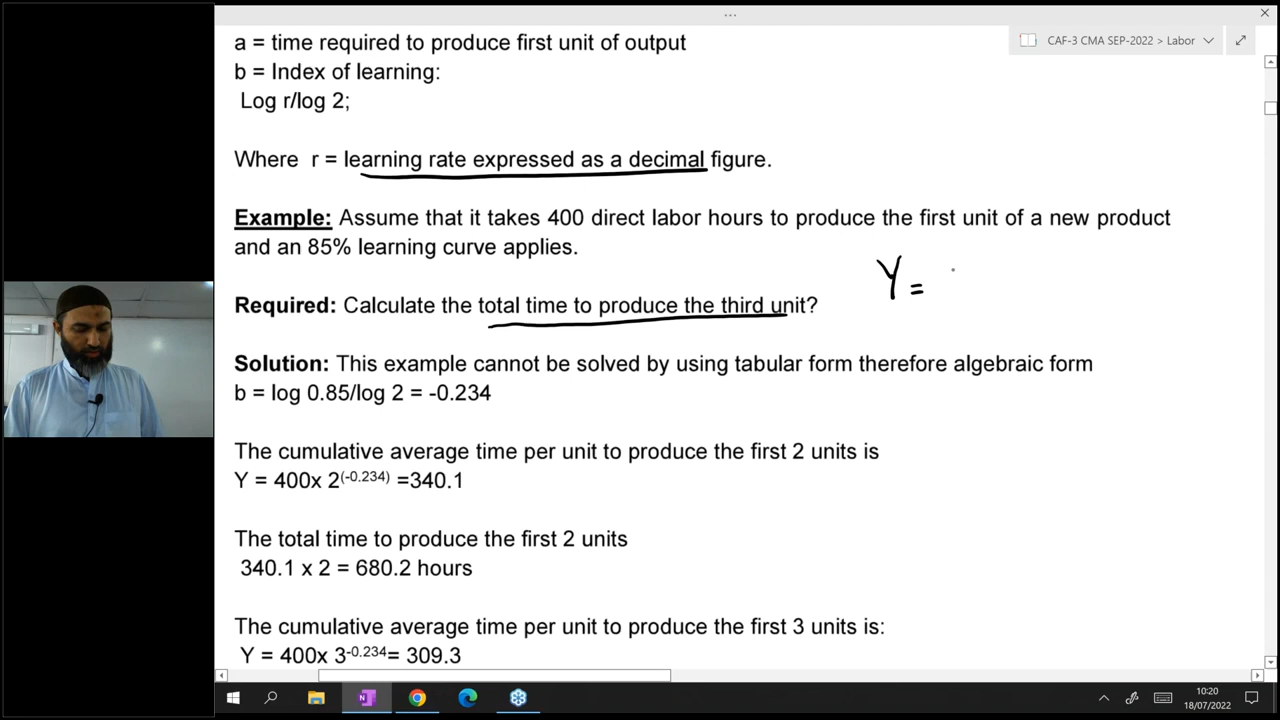 CAF-3 CMA SEP-2022 > Labor
a = time required to produce first unit of output
b = Index of learning:
Log r/log 2;
Where r = learning rate expressed as a decimal figure.
Example: Assume that it takes 400 direct labor hours to produce the first unit of a new product
and an 85% learning curve applies.
Y =
Required: Calculate the total time to produce the third unit?
Solution: This example cannot be solved by using tabular form therefore algebraic form
b = log 0.85/log 2 = -0.234
The cumulative average time per unit to produce the first 2 units is
Y = 400x 2(-0.234) =340.1
The total time to produce the first 2 units
340.1 x 2 = 680.2 hours
The cumulative average time per unit to produce the first 3 units is:
Y = 400x 3-0.234= 309.3
10:20
18/07/2022